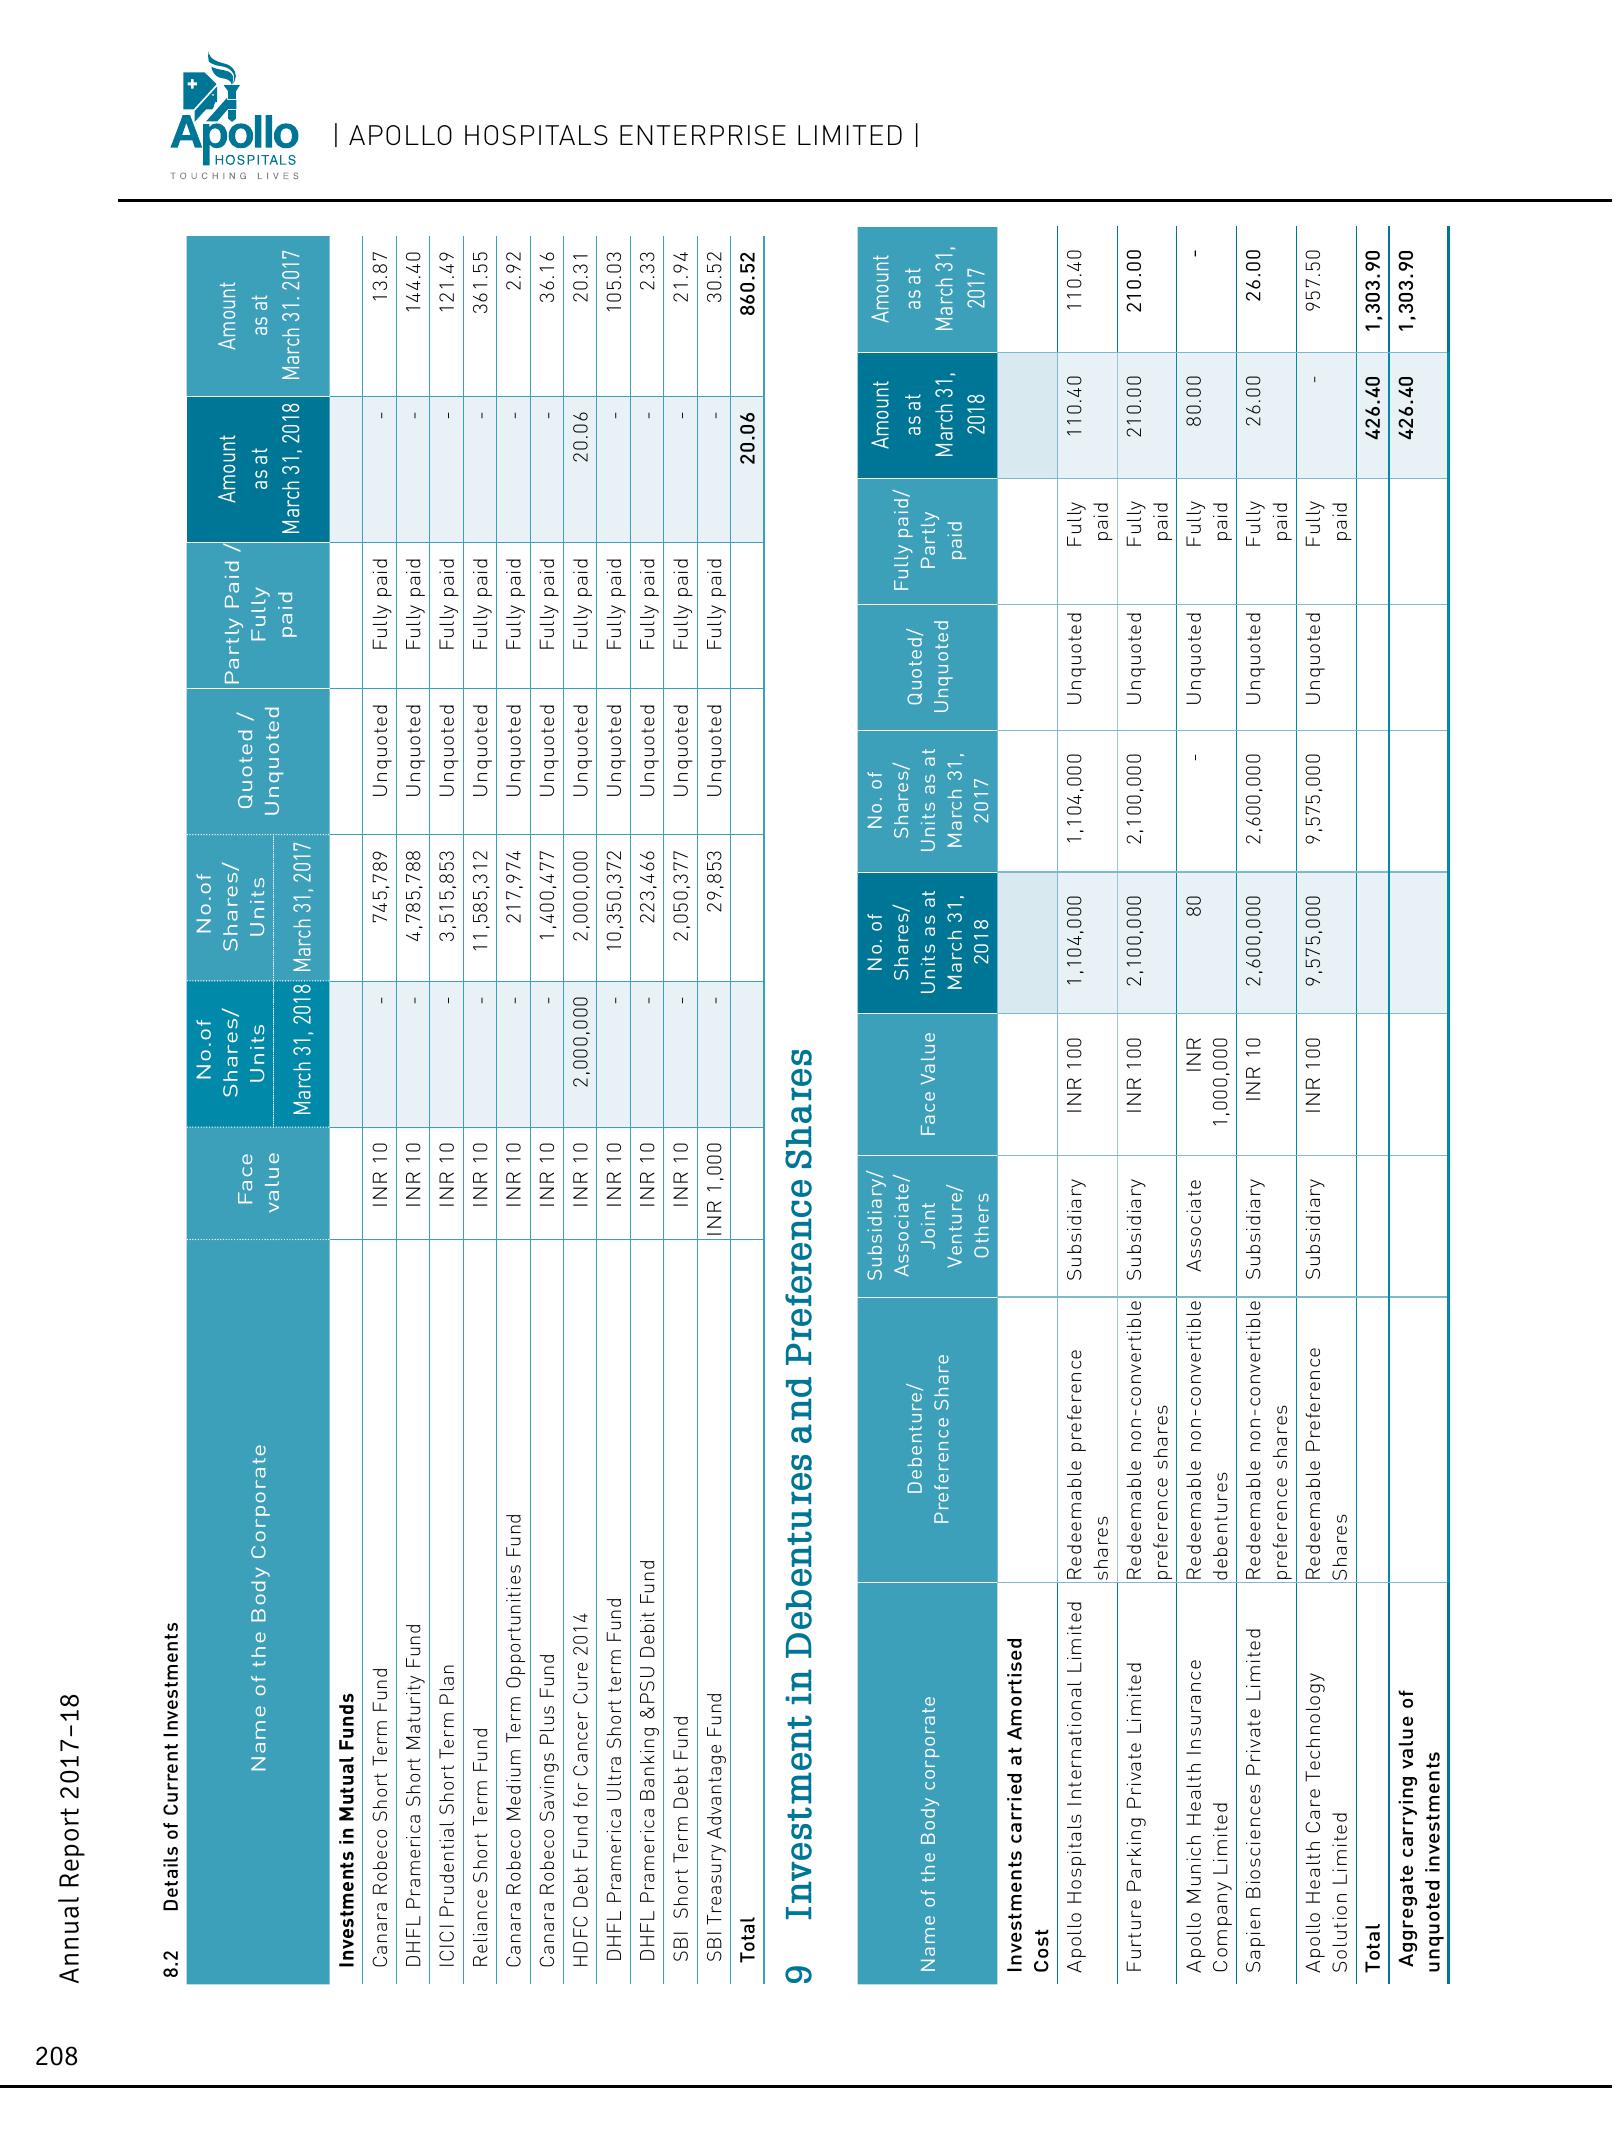 Apollo
HOSPITALS
TOUCHING LIVES
| APOLLO HOSPITALS ENTERPRISE LIMITED |
208
Annual Report 2017–18
8.2 Details of Current Investments
Name of the Body Corporate | Face value | No.of Shares/ Units March 31, 2018 | No.of Shares/ Units March 31, 2017 | Quoted / Unquoted | Partly Paid / Fully paid | Amount as at March 31, 2018 | Amount as at March 31. 2017
Investments in Mutual Funds
Canara Robeco Short Term Fund INR 10 - 745,789 Unquoted Fully paid - 13.87
DHFL Pramerica Short Maturity Fund INR 10 - 4,785,788 Unquoted Fully paid - 144.40
ICICI Prudential Short Term Plan INR 10 - 3,515,853 Unquoted Fully paid - 121.49
Reliance Short Term Fund INR 10 - 11,585,312 Unquoted Fully paid - 361.55
Canara Robeco Medium Term Opportunities Fund INR 10 - 217,974 Unquoted Fully paid - 2.92
Canara Robeco Savings Plus Fund INR 10 - 1,400,477 Unquoted Fully paid - 36.16
HDFC Debt Fund for Cancer Cure 2014 INR 10 2,000,000 2,000,000 Unquoted Fully paid 20.06 20.31
DHFL Pramerica Ultra Short term Fund INR 10 - 10,350,372 Unquoted Fully paid - 105.03
DHFL Pramerica Banking &PSU Debit Fund INR 10 - 223,466 Unquoted Fully paid - 2.33
SBI Short Term Debt Fund INR 10 - 2,050,377 Unquoted Fully paid - 21.94
SBI Treasury Advantage Fund INR 1,000 - 29,853 Unquoted Fully paid - 30.52
Total 20.06 860.52
9 Investment in Debentures and Preference Shares
Name of the Body corporate | Debenture/ Preference Share | Subsidiary/ Associate/ Joint Venture/ Others | Face Value | No. of Shares/ Units as at March 31, 2018 | No. of Shares/ Units as at March 31, 2017 | Quoted/ Unquoted | Fully paid/ Partly paid | Amount as at March 31, 2018 | Amount as at March 31, 2017
Investments carried at Amortised
Cost
Apollo Hospitals International Limited Redeemable preference Subsidiary INR 100 1,104,000 1,104,000 Unquoted Fully 110.40 110.40
shares paid
Furture Parking Private Limited Redeemable non-convertible Subsidiary INR 100 2,100,000 2,100,000 Unquoted Fully 210.00 210.00
preference shares paid
Apollo Munich Health Insurance Redeemable non-convertible Associate INR 80 - Unquoted Fully 80.00 -
Company Limited debentures 1,000,000 paid
Sapien Biosciences Private Limited Redeemable non-convertible Subsidiary INR 10 2,600,000 2,600,000 Unquoted Fully 26.00 26.00
preference shares paid
Apollo Health Care Technology Redeemable Preference Subsidiary INR 100 9,575,000 9,575,000 Unquoted Fully - 957.50
Solution Limited Shares paid
Total 426.40 1,303.90
Aggregate carrying value of 426.40 1,303.90
unquoted investments